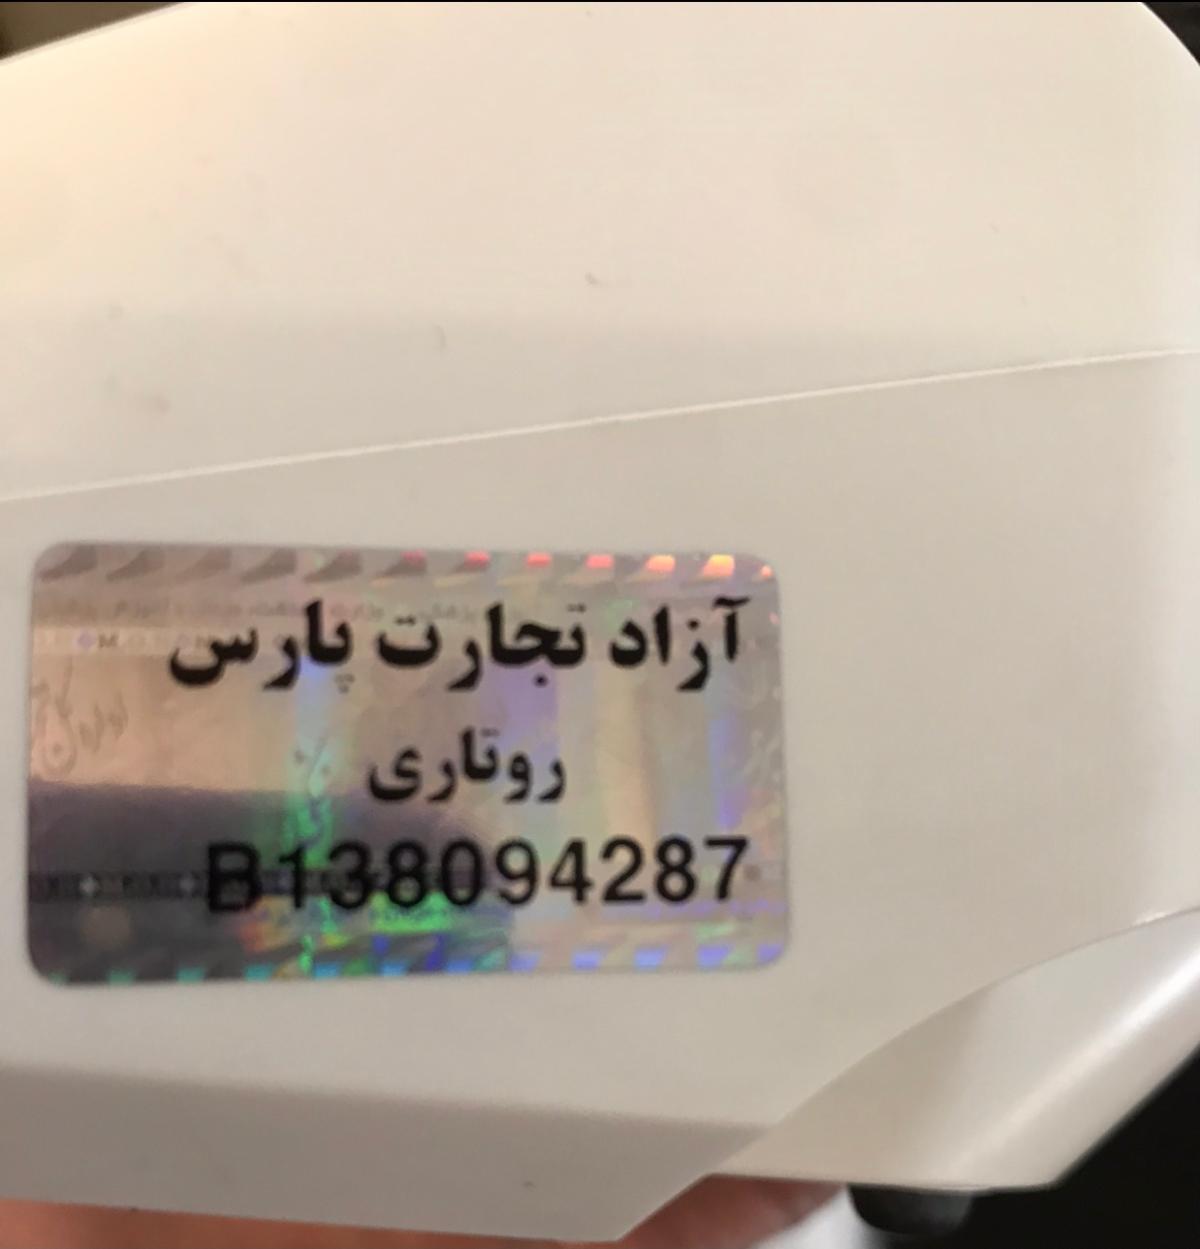 آزاد تجارت پارس
روتاری
B138094287